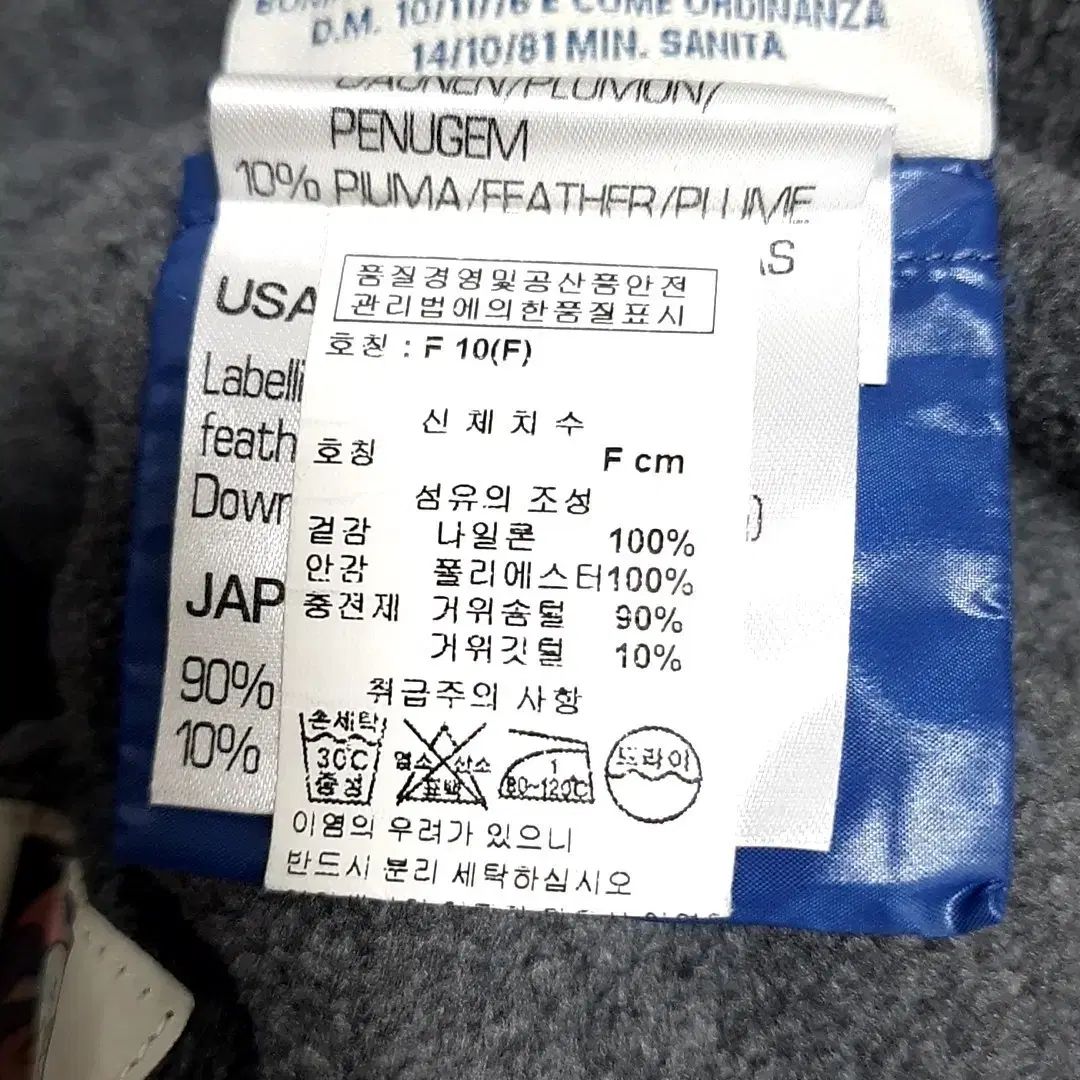 D.M. 10/11/76 E COME ORDINANZA
14/10/81 MIN. SANITÀ
DAUNEN/PLUMON/
PENUGEM
10% PIUMA/FEATHER/PLUME
AS
USA
Labelli
feath
Down
JAP
90%
10%
품질경영및공산품안전
관리법에의한품질표시
호칭 : F 10(F)
신 체 치 수
호칭 F cm
섬유의 조성
겉감 나일론 100%
안감 폴리에스터100%
충전제 거위솜털 90%
거위깃털 10%
취급주의 사항
손세탁
30C
중성
염소 산소
표백
1
80~120℃
드라이
이염의 우려가 있으니
반드시 분리 세탁하십시오